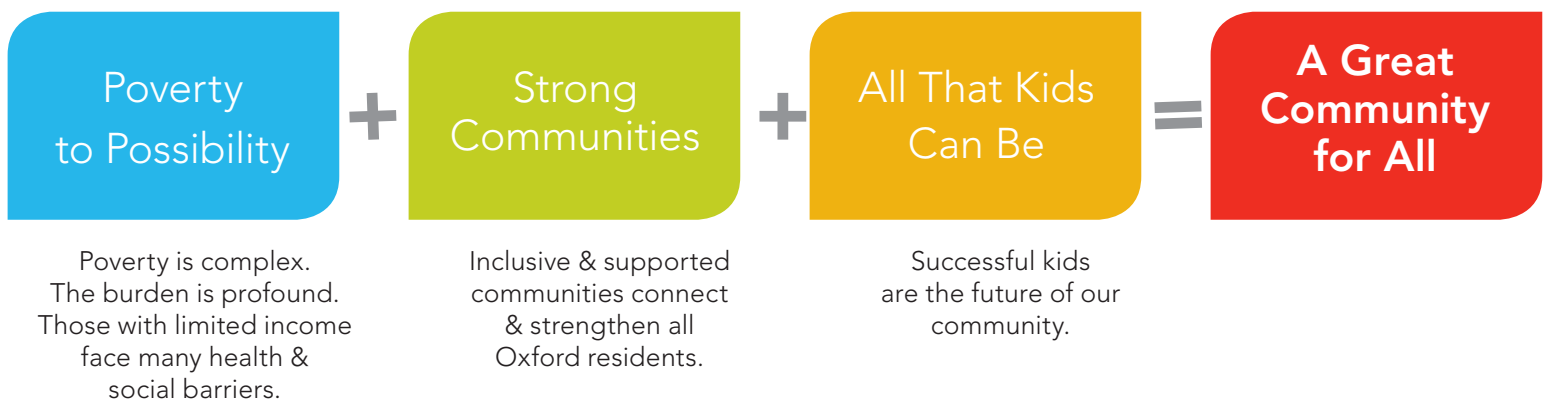 Poverty
to Possibility
+
Strong
Communities
+
All That Kids
Can Be
=
A Great
Community
for All
Poverty is complex.
The burden is profound.
Those with limited income
face many health &
social barriers.
Inclusive & supported
communities connect
& strengthen all
Oxford residents.
Successful kids
are the future of our
community.